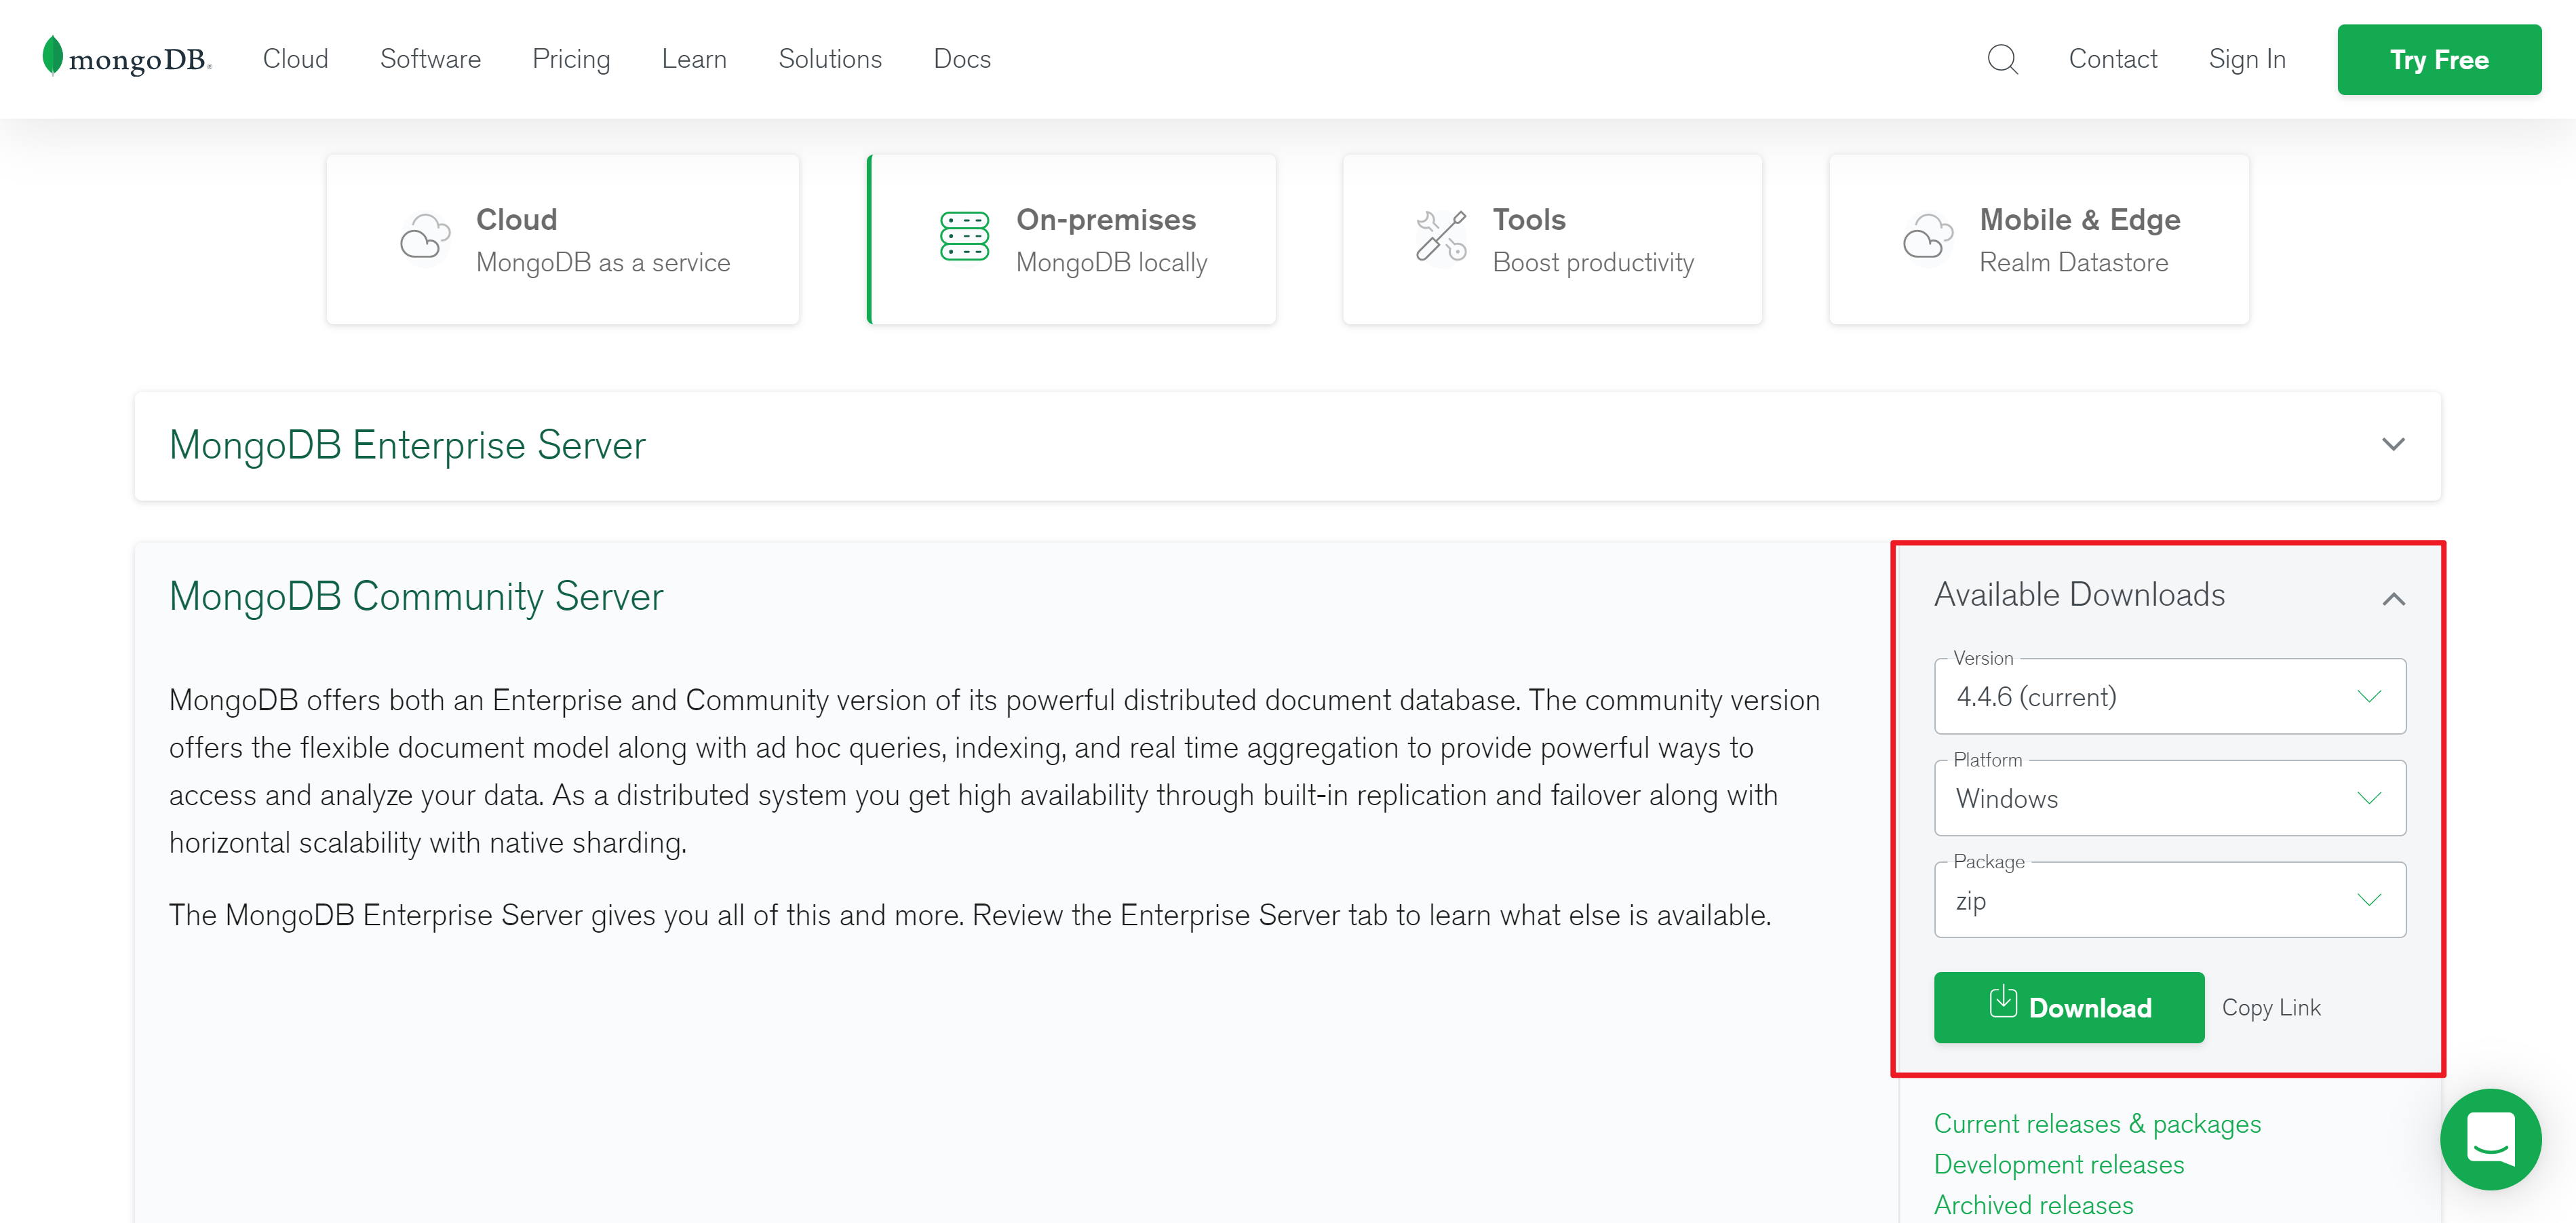 mongoDB®
Cloud
Software
Pricing
Learn
Solutions
Docs
Contact
Sign In
Try Free
Cloud
MongoDB as a service
On-premises
MongoDB locally
Tools
Boost productivity
Mobile & Edge
Realm Datastore
MongoDB Enterprise Server
MongoDB Community Server
MongoDB offers both an Enterprise and Community version of its powerful distributed document database. The community version
offers the flexible document model along with ad hoc queries, indexing, and real time aggregation to provide powerful ways to
access and analyze your data. As a distributed system you get high availability through built-in replication and failover along with
horizontal scalability with native sharding.
The MongoDB Enterprise Server gives you all of this and more. Review the Enterprise Server tab to learn what else is available.
Available Downloads
Version
4.4.6 (current)
Platform
Windows
Package
zip
Download
Copy Link
Current releases & packages
Development releases
Archived releases